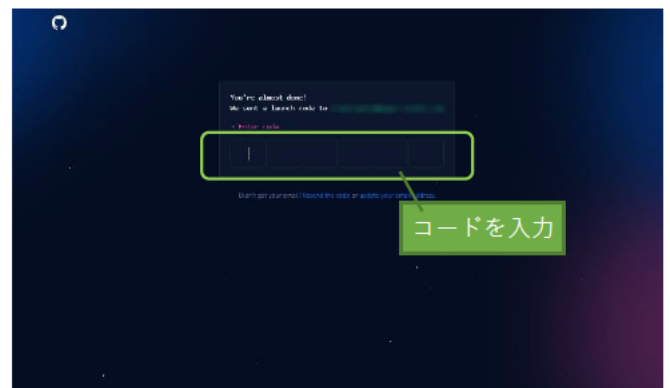 You're almost done!
We sent a launch code to
→ Enter code
Didn't get your email? Resend the code or update your email address.
コードを入力